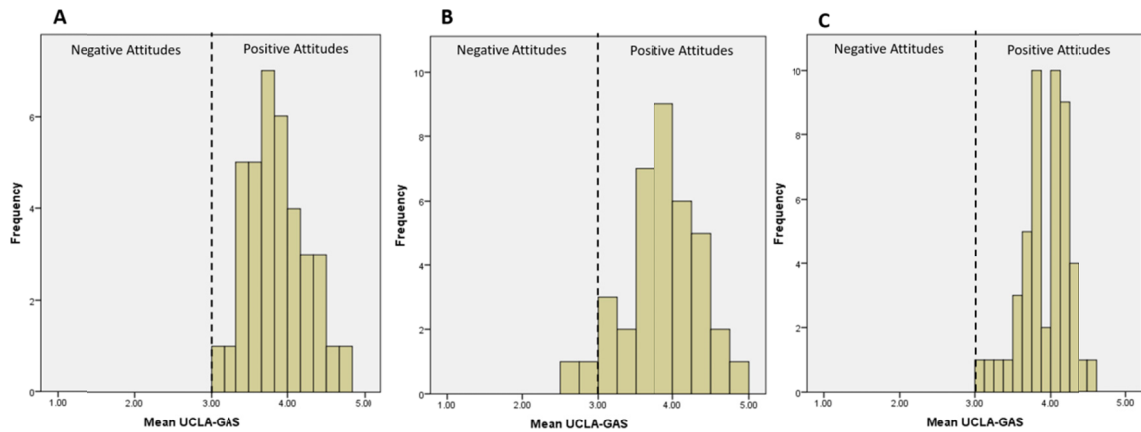 A
Negative Attitudes
Positive Attitudes
Frequency
6
4
2
0
1.00
2.00
3.00
4.00
5.00
Mean UCLA-GAS
B
Negative Attitudes
Positive Attitudes
Frequency
10
8
6
4
2
0
1.00
2.00
3.00
4.00
5.00
Mean UCLA-GAS
C
Negative Attitudes
Positive Attitudes
Frequency
10
8
6
4
2
0
1.00
2.00
3.00
4.00
5.00
Mean UCLA-GAS